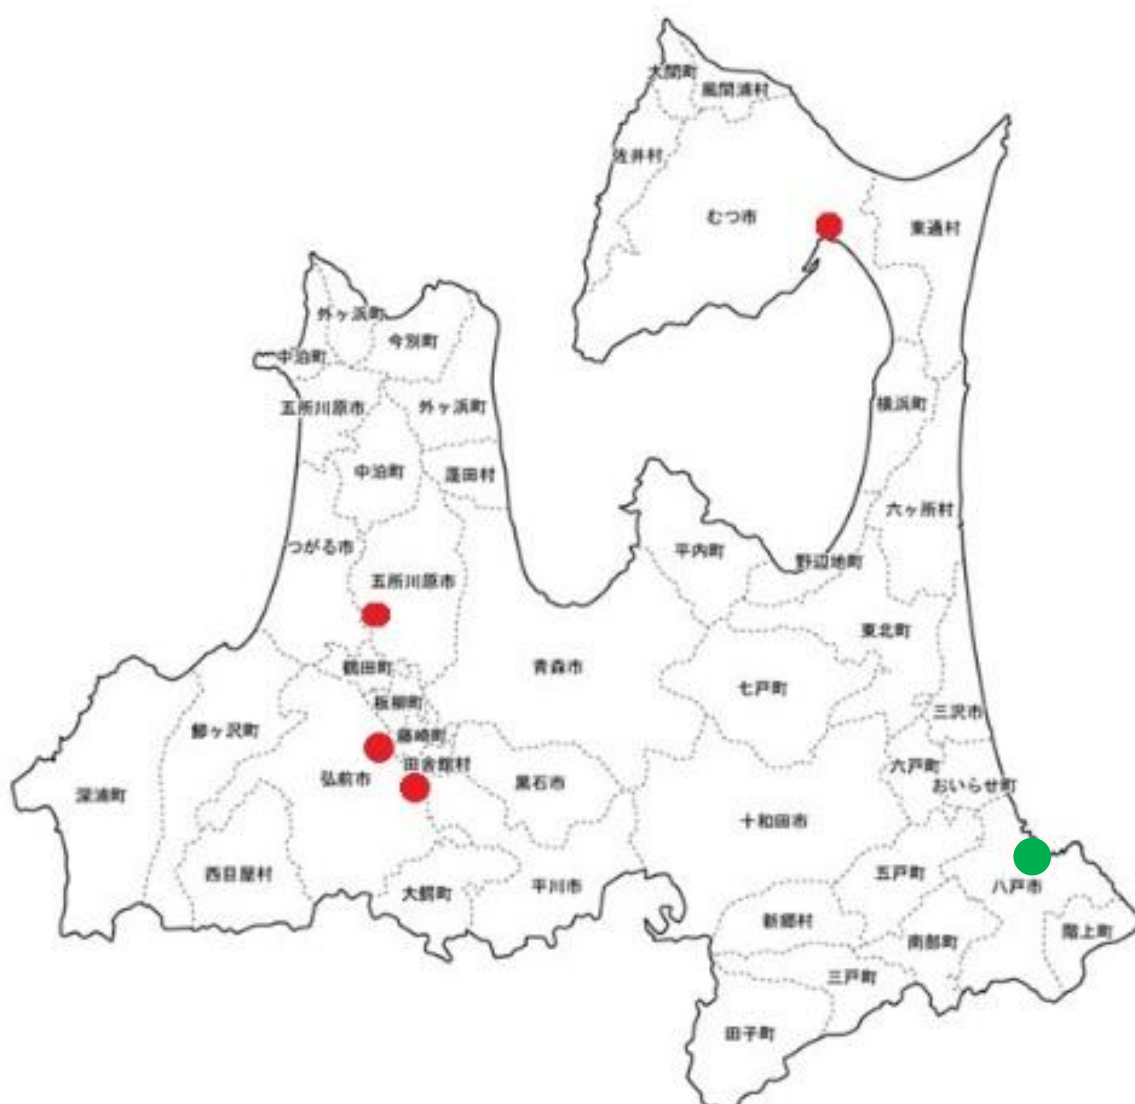 大間町
風間浦村
佐井村
むつ市
東通村
外ヶ浜町
今別町
中泊町
五所川原市
外ヶ浜町
横浜町
中泊町
蓬田村
六ヶ所村
つがる市
平内町
野辺地町
五所川原市
東北町
鶴田町
青森市
七戸町
板柳町
三沢市
鰺ヶ沢町
藤崎町
田舎館村
六戸町
弘前市
黒石市
おいらせ町
深浦町
十和田市
西目屋村
五戸町
大鰐町
平川市
八戸市
新郷村
南部町
階上町
三戸町
田子町